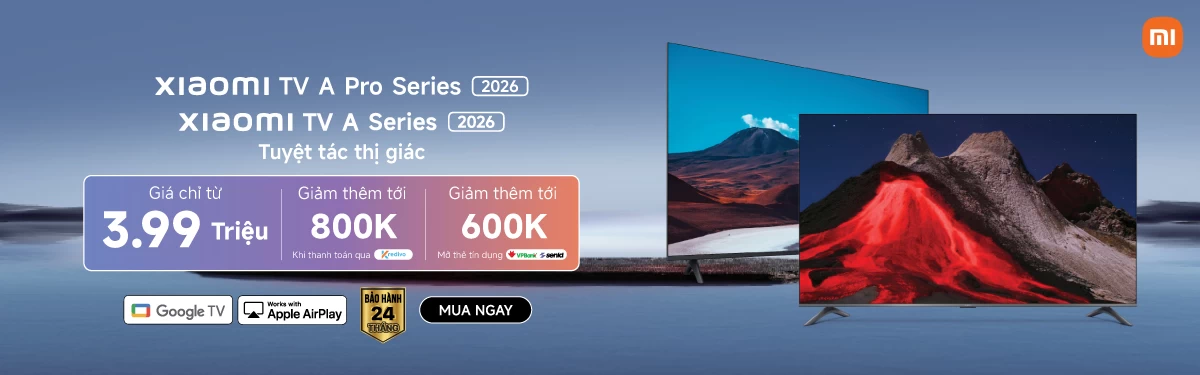 xiaomi TV A Pro Series 2026
xiaomi TV A Series 2026
Tuyệt tác thị giác
Giá chỉ từ
3.99 Triệu
Giảm thêm tới
800K
Khi thanh toán qua Kredivo
Giảm thêm tới
600K
Mở thẻ tín dụng VPBank senid
Google TV
Works with
Apple AirPlay
BẢO HÀNH
24
THÁNG
MUA NGAY
mi